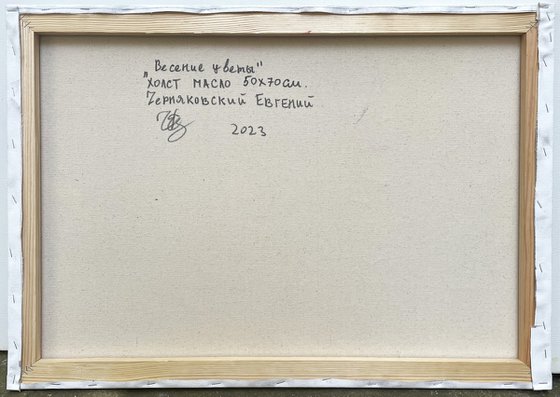 „Весение цветы"
холст масло 50х70см.
Черняковский Евгений
2023